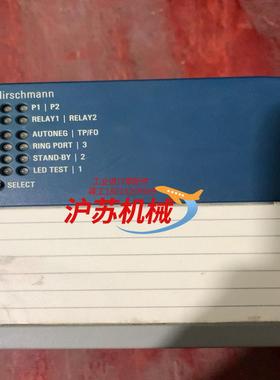 Hirschmann
P1 | P2
RELAY1 | RELAY2
AUTONEG | TP/FO
RING PORT | 3
STAND-BY | 2
LED TEST | 1
SELECT
沪苏机械